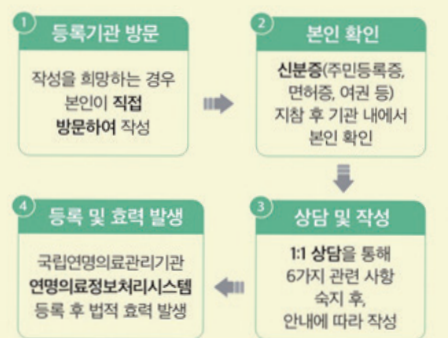 1 등록기관 방문
작성을 희망하는 경우
본인이 직접
방문하여 작성
2 본인 확인
신분증(주민등록증,
면허증, 여권 등)
지참 후 기관 내에서
본인 확인
3 상담 및 작성
1:1 상담을 통해
6가지 관련 사항
숙지 후,
안내에 따라 작성
4 등록 및 효력 발생
국립연명의료관리기관
연명의료정보처리시스템
등록 후 법적 효력 발생